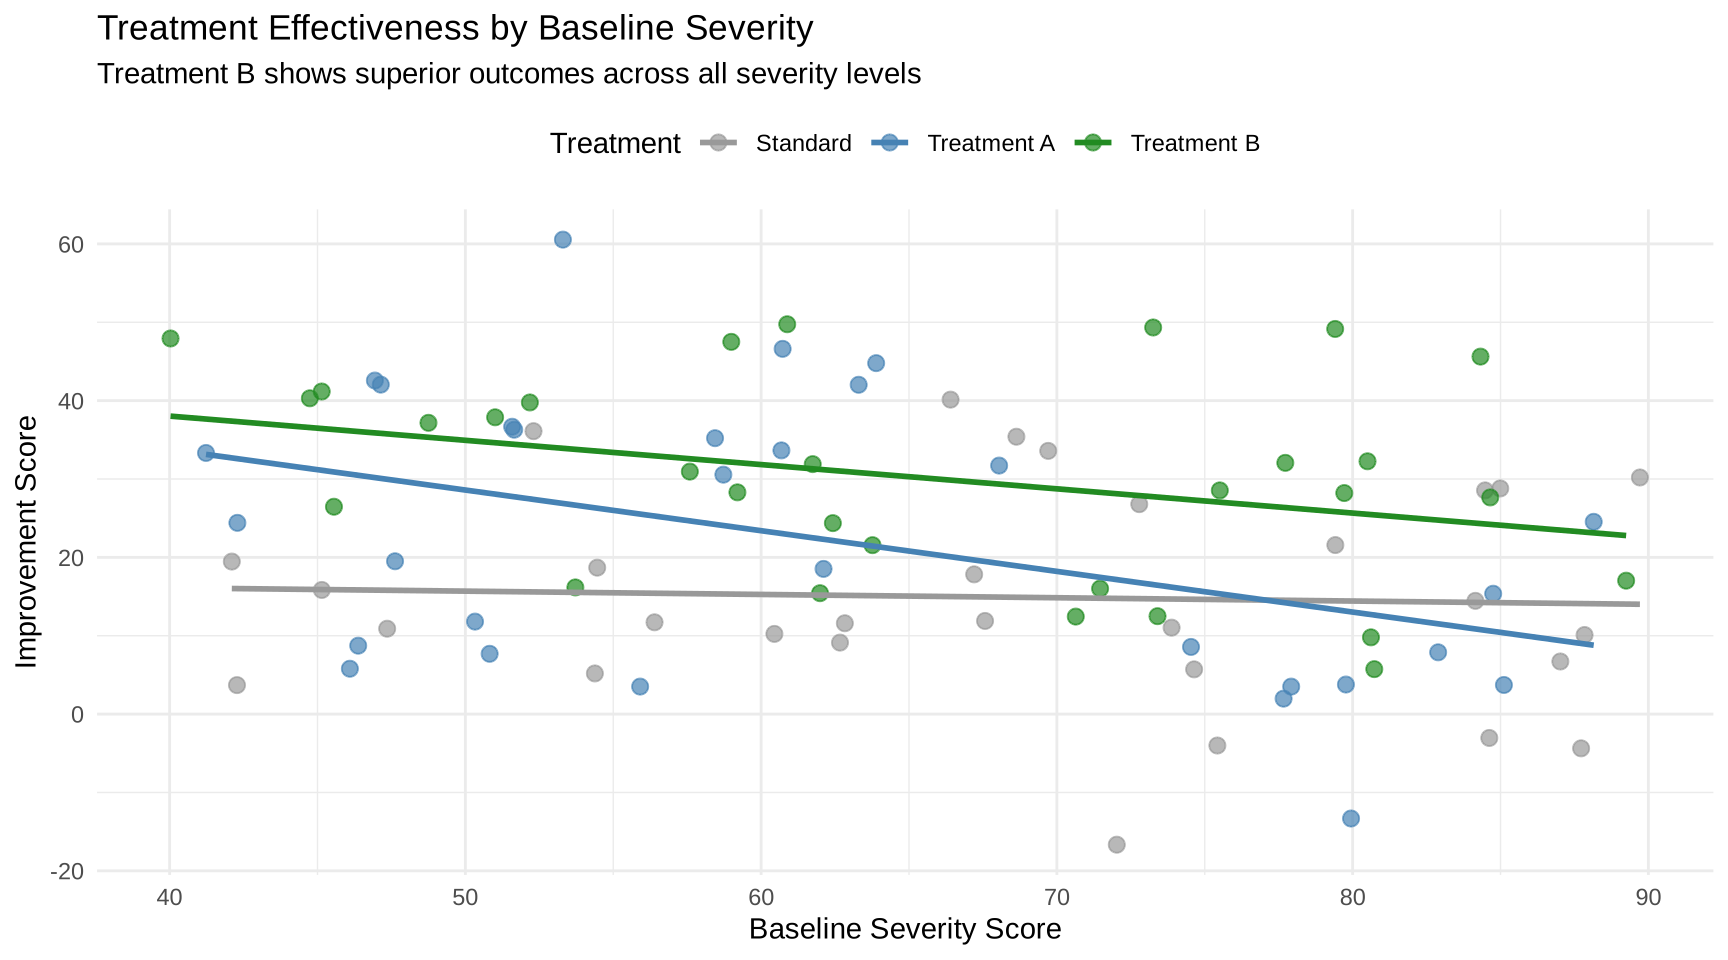 Treatment Effectiveness by Baseline Severity
Treatment B shows superior outcomes across all severity levels
Treatment Standard Treatment A Treatment B
Improvement Score
60
40
20
0
-20
40 50 60 70 80 90
Baseline Severity Score